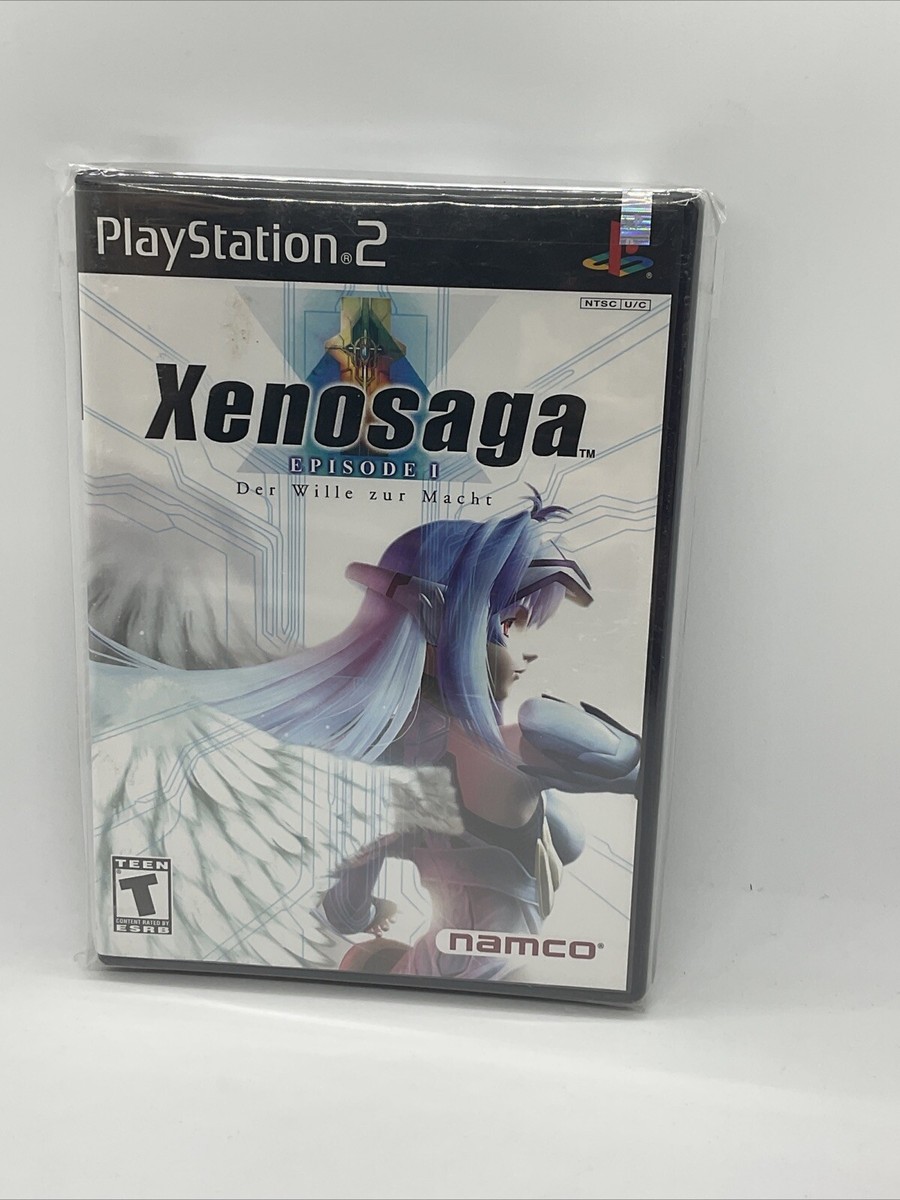 PlayStation®2
®
NTSC U/C
Xenosaga™
EPISODE I
Der Wille zur Macht
TEEN
®
T
CONTENT RATED BY
ESRB
namco®